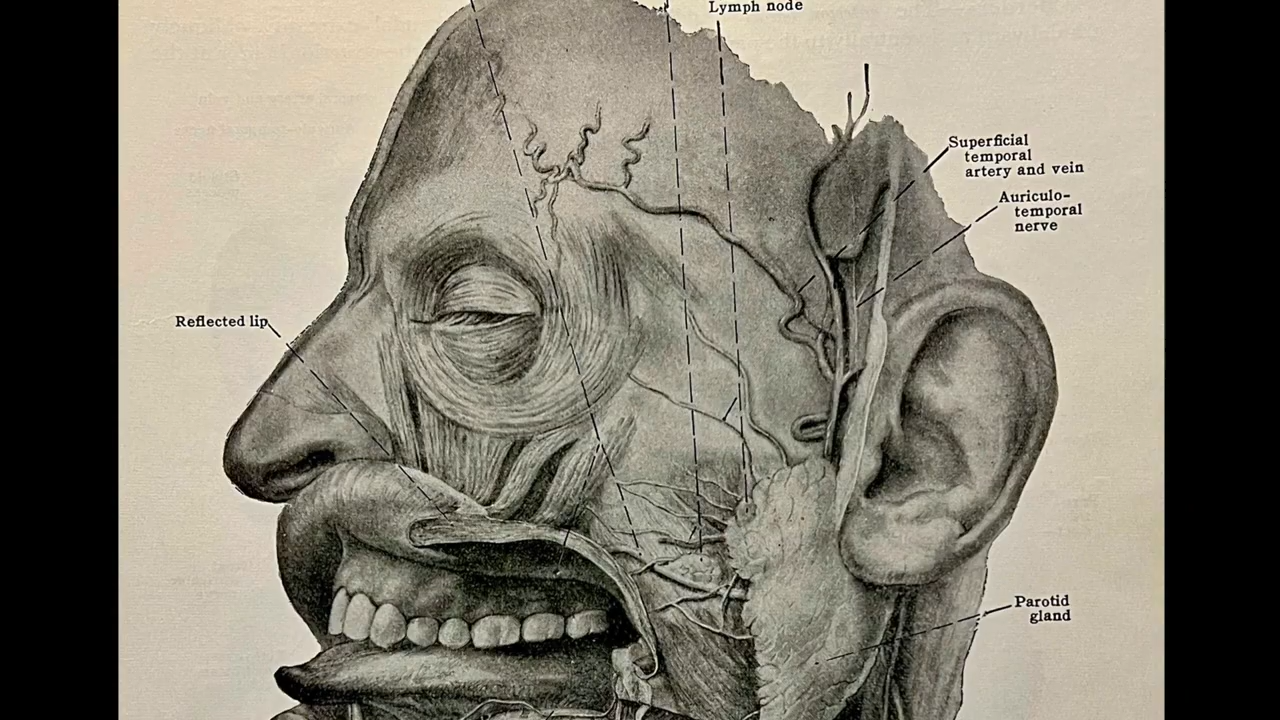 Lymph node
Superficial
temporal
artery and vein
Auriculo-
temporal
nerve
Reflected lip
Parotid
gland